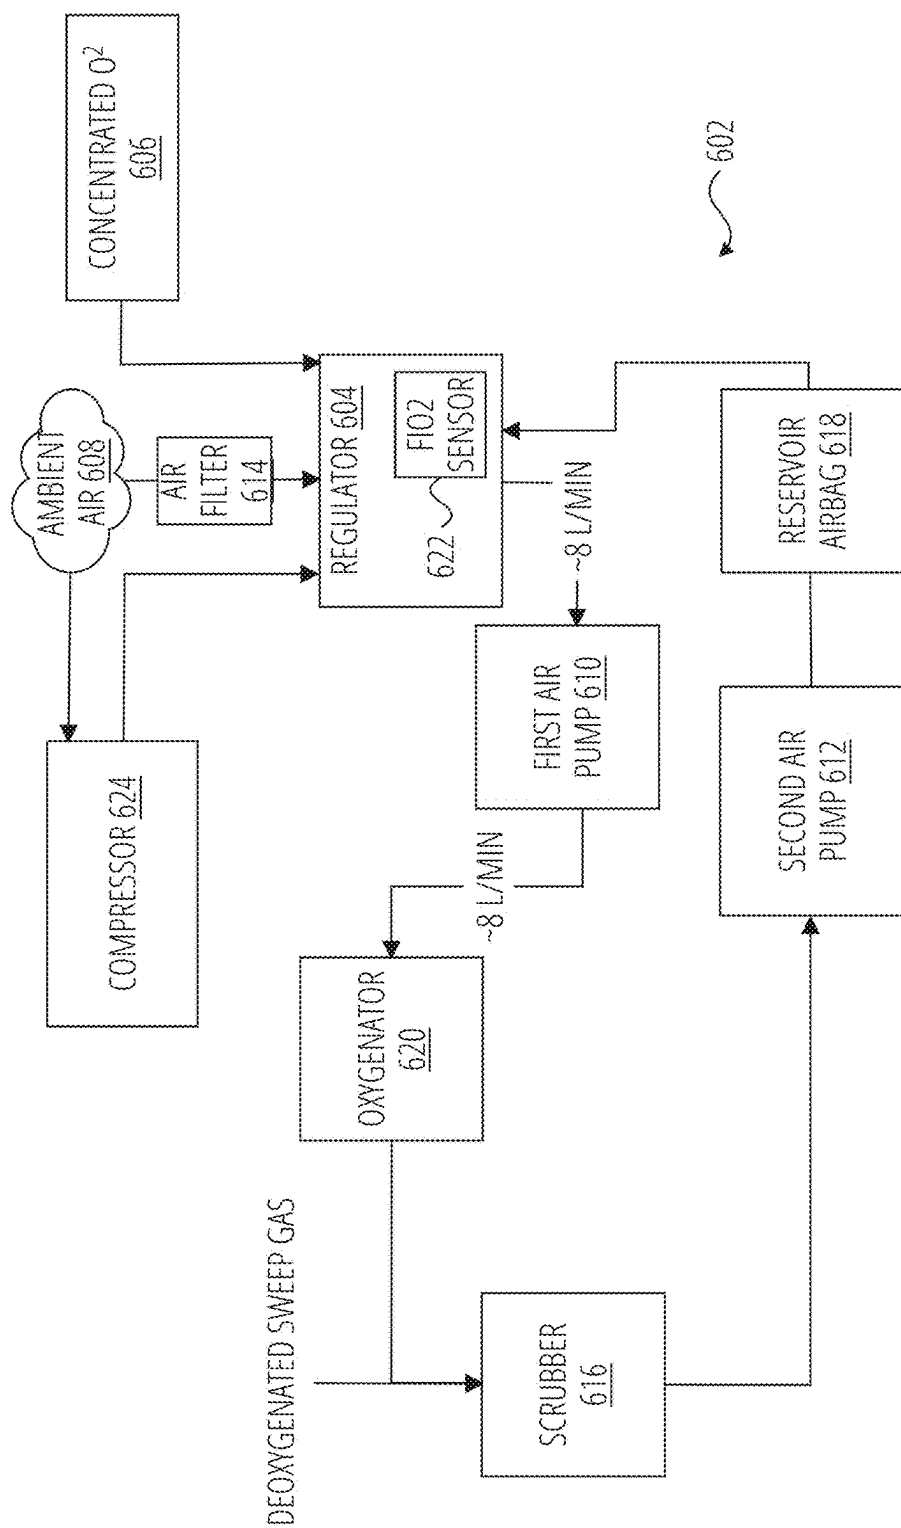 CONCENTRATED O²
606
AMBIENT
AIR 608
AIR
FILTER
614
COMPRESSOR 624
REGULATOR 604
FIO2
SENSOR
622
~8 L/MIN
FIRST AIR
PUMP 610
~8 L/MIN
OXYGENATOR
620
DEOXYGENATED SWEEP GAS
SCRUBBER
616
SECOND AIR
PUMP 612
RESERVOIR
AIRBAG 618
602